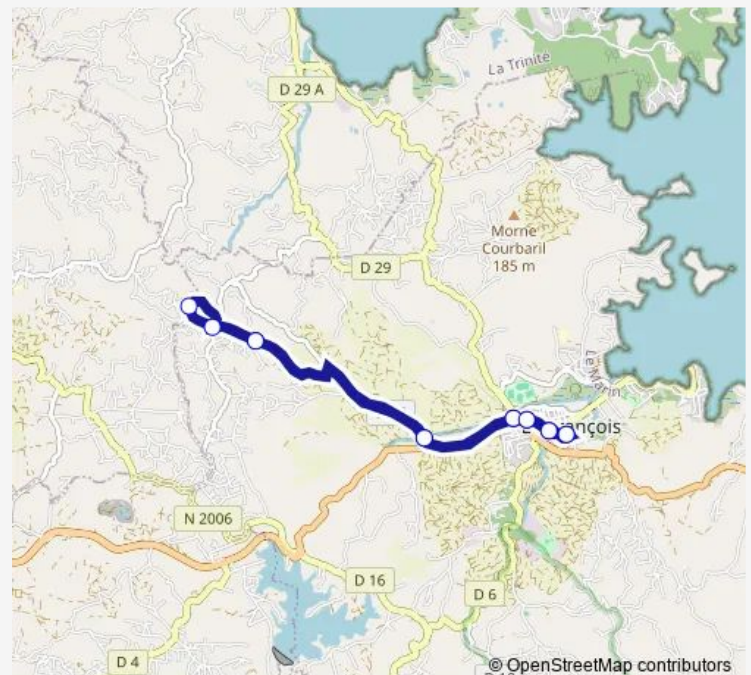 D 29 A
La Trinité
Morne
Courbaril
185 m
D 29
Le Marin
N 2006
D 16
D 6
D 4
© OpenStreetMap contributors